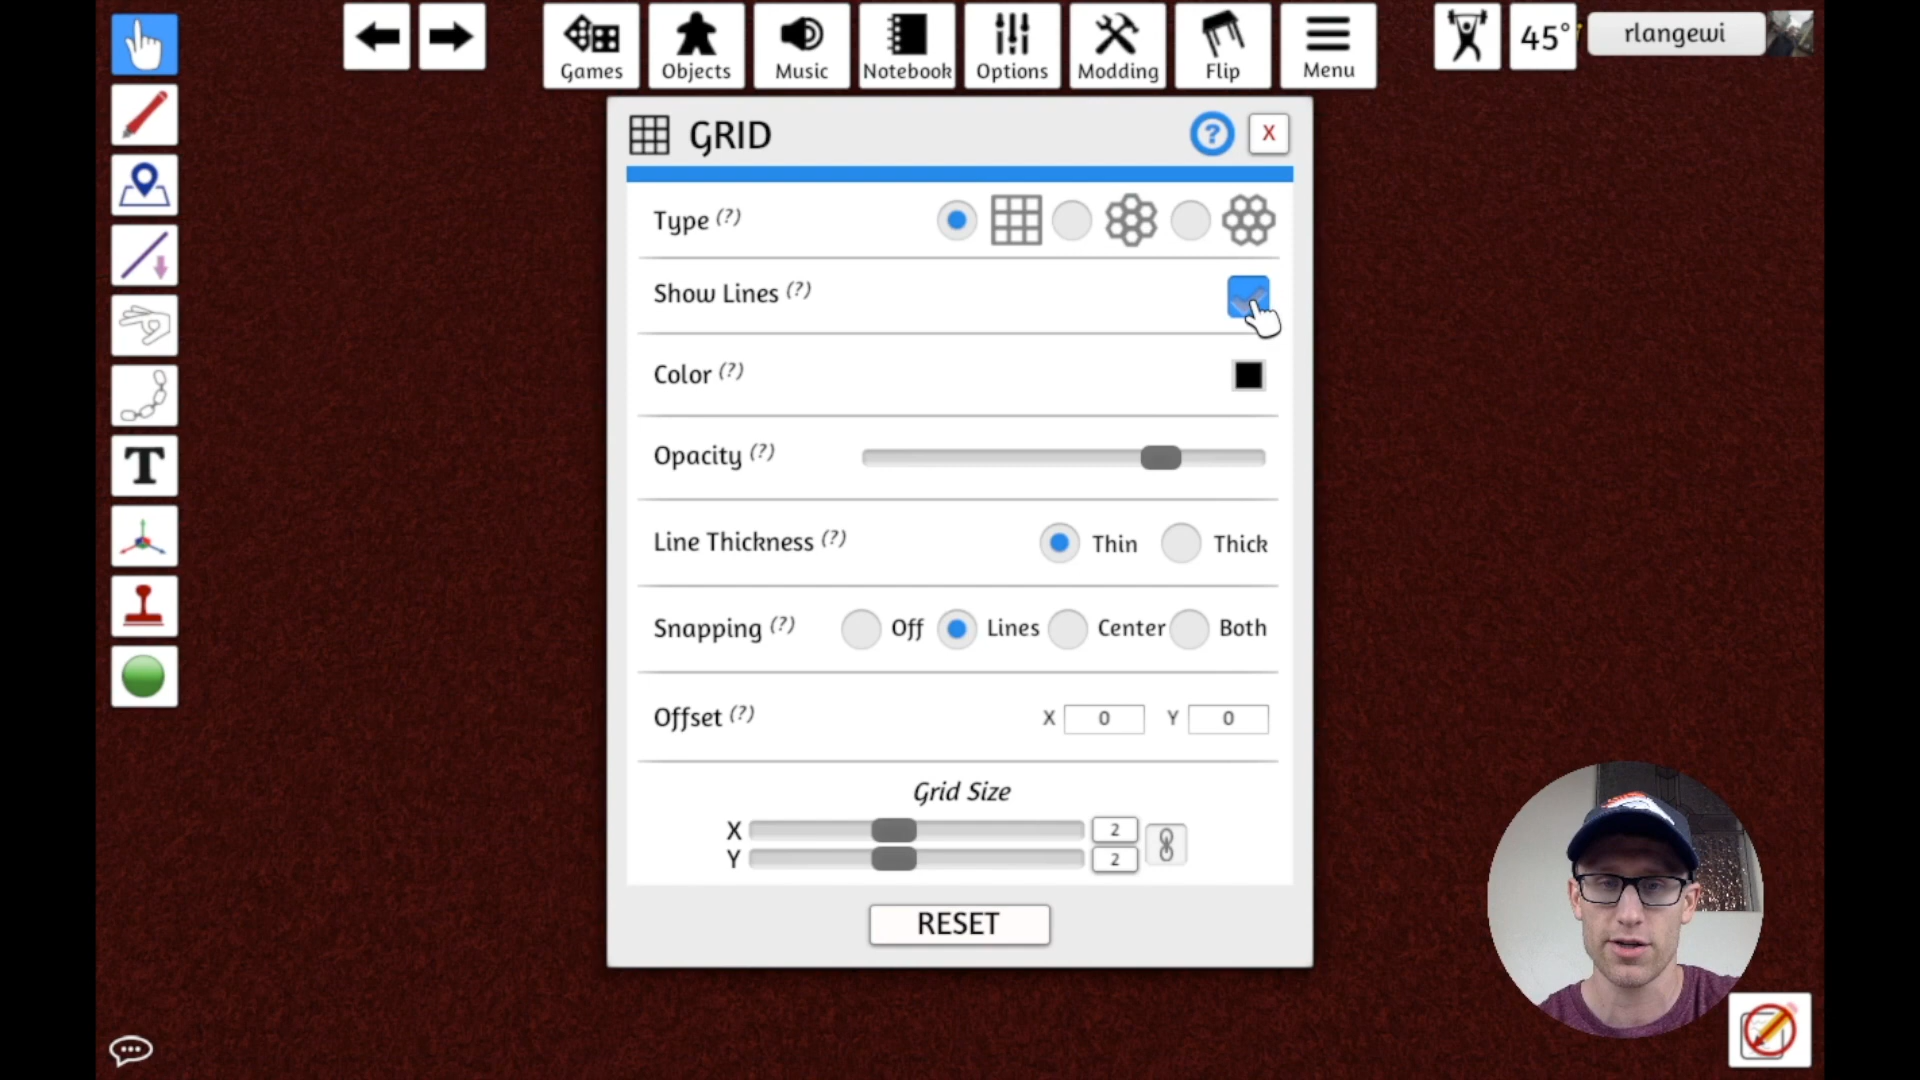 Games Objects Music Notebook Options Modding Flip Menu
45°
rlangewi
GRID
?
X
Type (?)
Show Lines (?)
Color (?)
Opacity (?)
Line Thickness (?) Thin Thick
Snapping (?) Off Lines Center Both
Offset (?) X 0 Y 0
Grid Size
X 2
Y 2
RESET
T